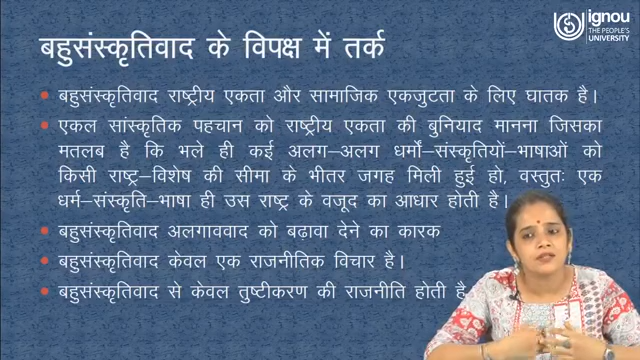 ignou
THE PEOPLE'S
UNIVERSITY
बहुसंस्कृतिवाद के विपक्ष में तर्क
बहुसंस्कृतिवाद राष्ट्रीय एकता और सामाजिक एकजुटता के लिए घातक है।
एकल सांस्कृतिक पहचान को राष्ट्रीय एकता की बुनियाद मानना जिसका
मतलब है कि भले ही कई अलग–अलग धर्मों–संस्कृतियों–भाषाओं को
किसी राष्ट्र–विशेष की सीमा के भीतर जगह मिली हुई हो, वस्तुतः एक
धर्म–संस्कृति–भाषा ही उस राष्ट्र के वजूद का आधार होती है।
बहुसंस्कृतिवाद अलगाववाद को बढ़ावा देने का कारक
बहुसंस्कृतिवाद केवल एक राजनीतिक विचार है।
बहुसंस्कृतिवाद से केवल तुष्टीकरण की राजनीति होती है